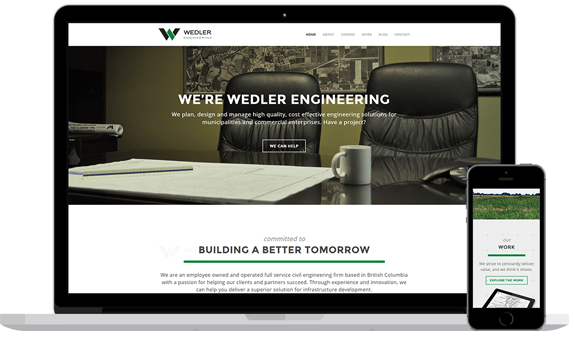 WEDLER
HOME ABOUT CAREERS WORK BLOG CONTACT
WE'RE WEDLER ENGINEERING
We plan, design and manage high quality, cost effective engineering solutions for
municipalities and commercial enterprises. Have a project?
WE CAN HELP
committed to
BUILDING A BETTER TOMORROW
We are an employee owned and operated full service civil engineering firm based in British Columbia
with a passion for helping our clients and partners succeed. Through experience and innovation, we
can help you deliver a superior solution for infrastructure development.
our
WORK
We strive to constantly deliver
value, and we think it shows.
EXPLORE THE WORK